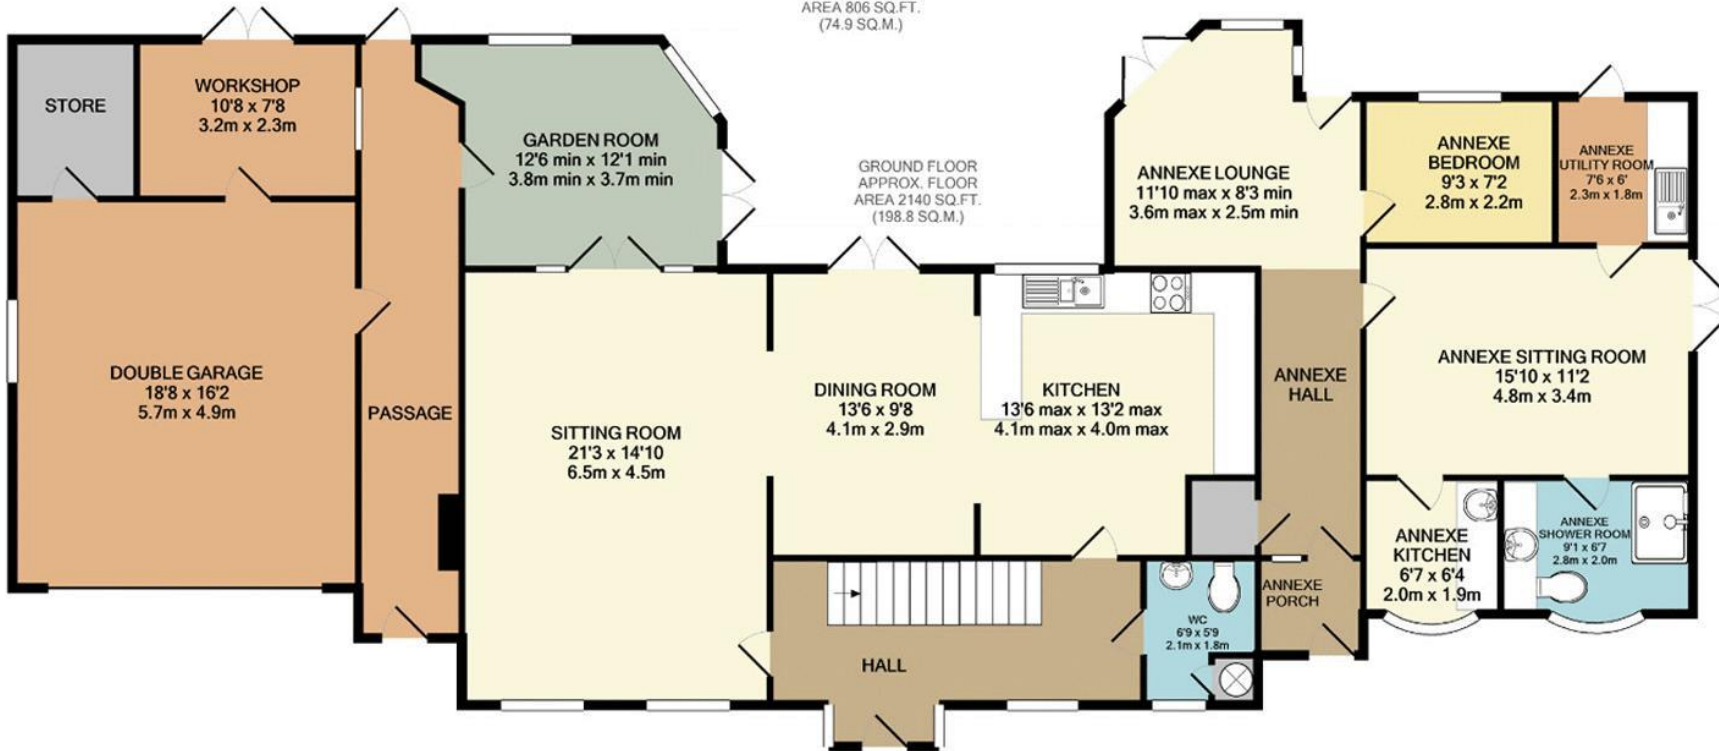 AREA 806 SQ.FT.
(74.9 SQ.M.)
STORE
WORKSHOP
10'8 x 7'8
3.2m x 2.3m
GARDEN ROOM
12'6 min x 12'1 min
3.8m min x 3.7m min
GROUND FLOOR
APPROX. FLOOR
AREA 2140 SQ.FT.
(198.8 SQ.M.)
ANNEXE LOUNGE
11'10 max x 8'3 min
3.6m max x 2.5m min
ANNEXE
BEDROOM
9'3 x 7'2
2.8m x 2.2m
ANNEXE
UTILITY ROOM
7'6 x 6'
2.3m x 1.8m
DOUBLE GARAGE
18'8 x 16'2
5.7m x 4.9m
PASSAGE
SITTING ROOM
21'3 x 14'10
6.5m x 4.5m
DINING ROOM
13'6 x 9'8
4.1m x 2.9m
KITCHEN
13'6 max x 13'2 max
4.1m max x 4.0m max
ANNEXE
HALL
ANNEXE SITTING ROOM
15'10 x 11'2
4.8m x 3.4m
ANNEXE
KITCHEN
6'7 x 6'4
2.0m x 1.9m
ANNEXE
SHOWER ROOM
9'1 x 6'7
2.8m x 2.0m
ANNEXE
PORCH
WC
6'9 x 5'9
2.1m x 1.8m
HALL